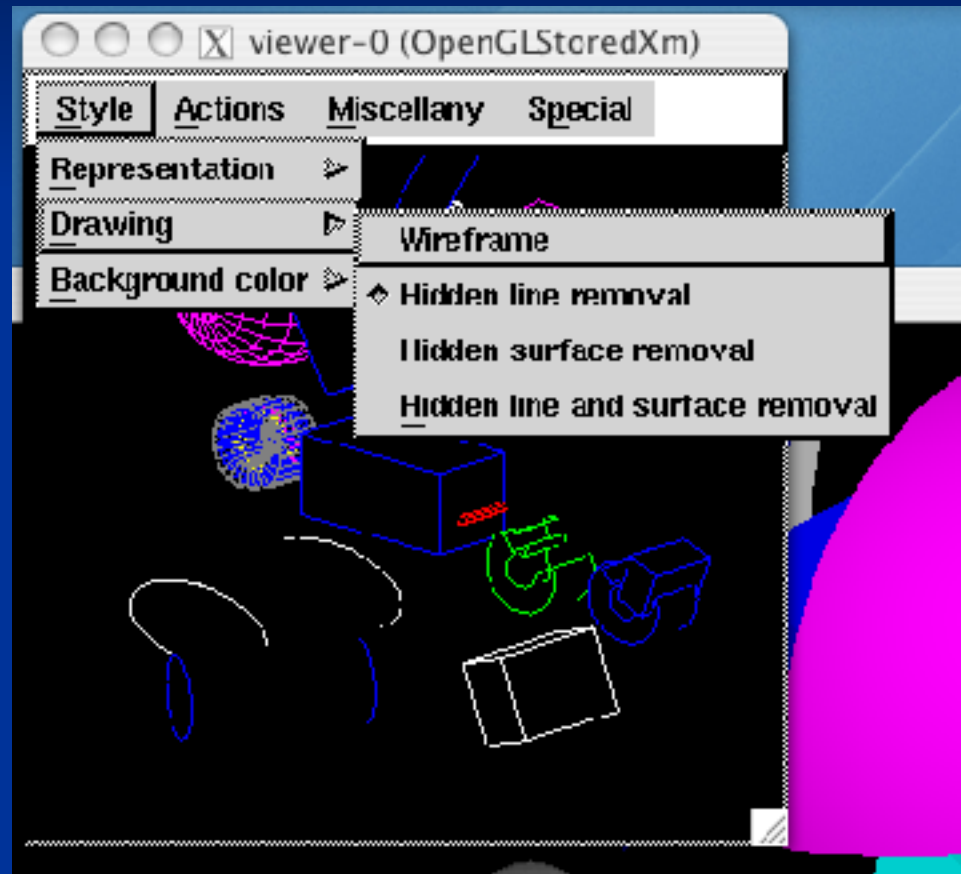 X viewer-0 (OpenGLStoredXm)
Style Actions Miscellany Special
Representation
Drawing
Background color
Wireframe
Hidden line removal
Hidden surface removal
Hidden line and surface removal